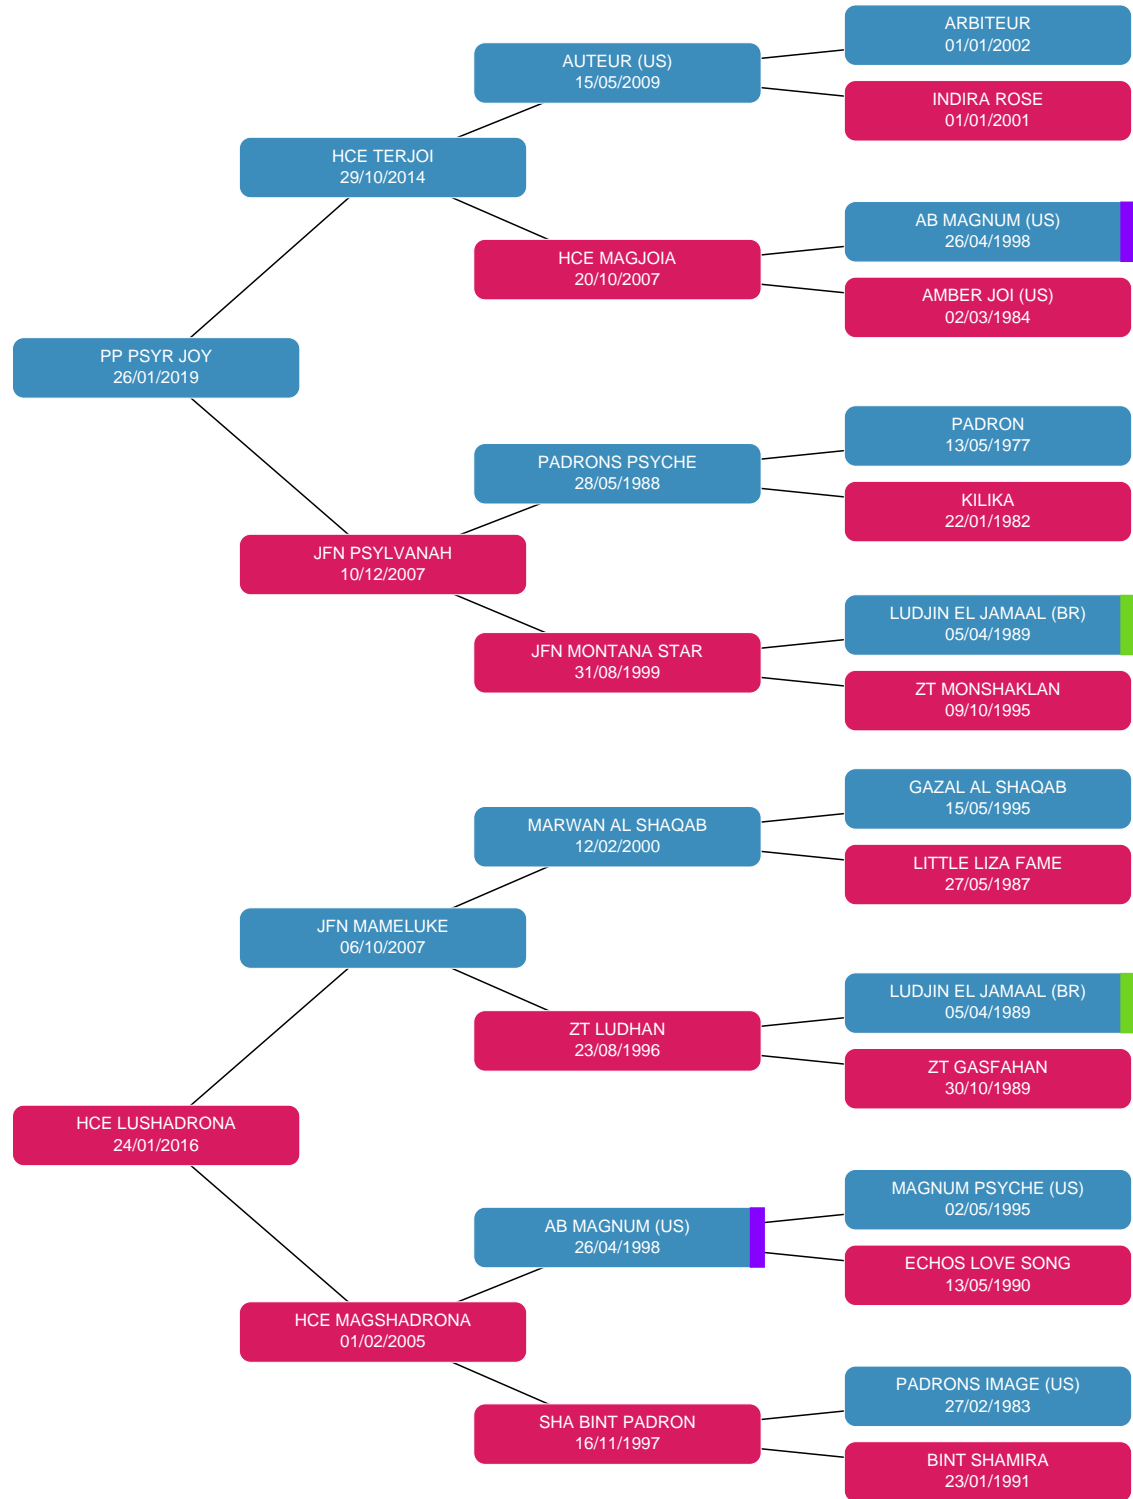 ARBITEUR
01/01/2002
AUTEUR (US)
15/05/2009
INDIRA ROSE
01/01/2001
HCE TERJOI
29/10/2014
AB MAGNUM (US)
26/04/1998
HCE MAGJOIA
20/10/2007
AMBER JOI (US)
02/03/1984
PP PSYR JOY
26/01/2019
PADRON
13/05/1977
PADRONS PSYCHE
28/05/1988
KILIKA
22/01/1982
JFN PSYLVANAH
10/12/2007
LUDJIN EL JAMAAL (BR)
05/04/1989
JFN MONTANA STAR
31/08/1999
ZT MONSHAKLAN
09/10/1995
GAZAL AL SHAQAB
15/05/1995
MARWAN AL SHAQAB
12/02/2000
LITTLE LIZA FAME
27/05/1987
JFN MAMELUKE
06/10/2007
LUDJIN EL JAMAAL (BR)
05/04/1989
ZT LUDHAN
23/08/1996
ZT GASFAHAN
30/10/1989
HCE LUSHADRONA
24/01/2016
MAGNUM PSYCHE (US)
02/05/1995
AB MAGNUM (US)
26/04/1998
ECHOS LOVE SONG
13/05/1990
HCE MAGSHADRONA
01/02/2005
PADRONS IMAGE (US)
27/02/1983
SHA BINT PADRON
16/11/1997
BINT SHAMIRA
23/01/1991